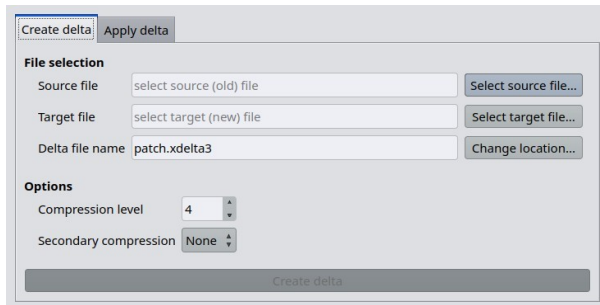 Create delta Apply delta
File selection
Source file select source (old) file Select source file...
Target file select target (new) file Select target file...
Delta file name patch.xdelta3 Change location...
Options
Compression level 4
Secondary compression None
Create delta